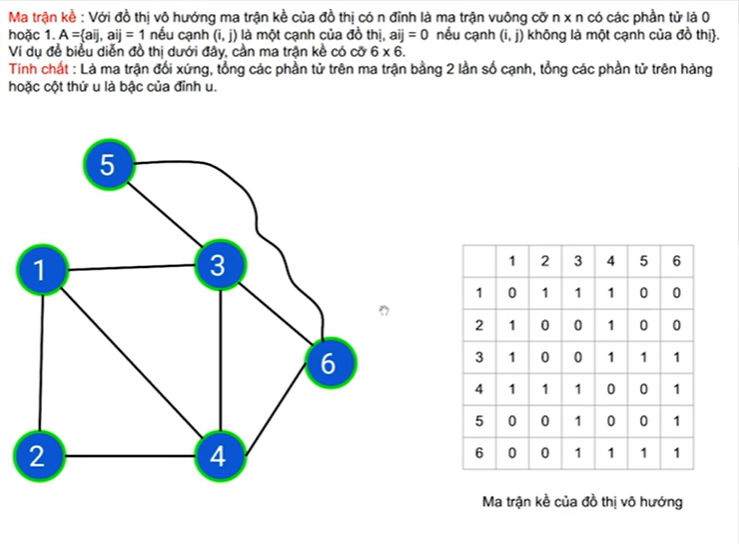 Ma trận kề : Với đồ thị vô hướng ma trận kề của đồ thị có n đỉnh là ma trận vuông cỡ n x n có các phần tử là 0
hoặc 1. A ={aij, aij = 1 nếu cạnh (i, j) là một cạnh của đồ thị, aij = 0 nếu cạnh (i, j) không là một cạnh của đồ thị}.
Ví dụ để biểu diễn đồ thị dưới đây, cần ma trận kề có cỡ 6 x 6.
Tính chất : Là ma trận đối xứng, tổng các phần tử trên ma trận bằng 2 lần số cạnh, tổng các phần tử trên hàng
hoặc cột thứ u là bậc của đỉnh u.
5
1
3
6
2
4
1 2 3 4 5 6
1 0 1 1 1 0 0
2 1 0 0 1 0 0
3 1 0 0 1 1 1
4 1 1 1 0 0 1
5 0 0 1 0 0 1
6 0 0 1 1 1 1
Ma trận kề của đồ thị vô hướng